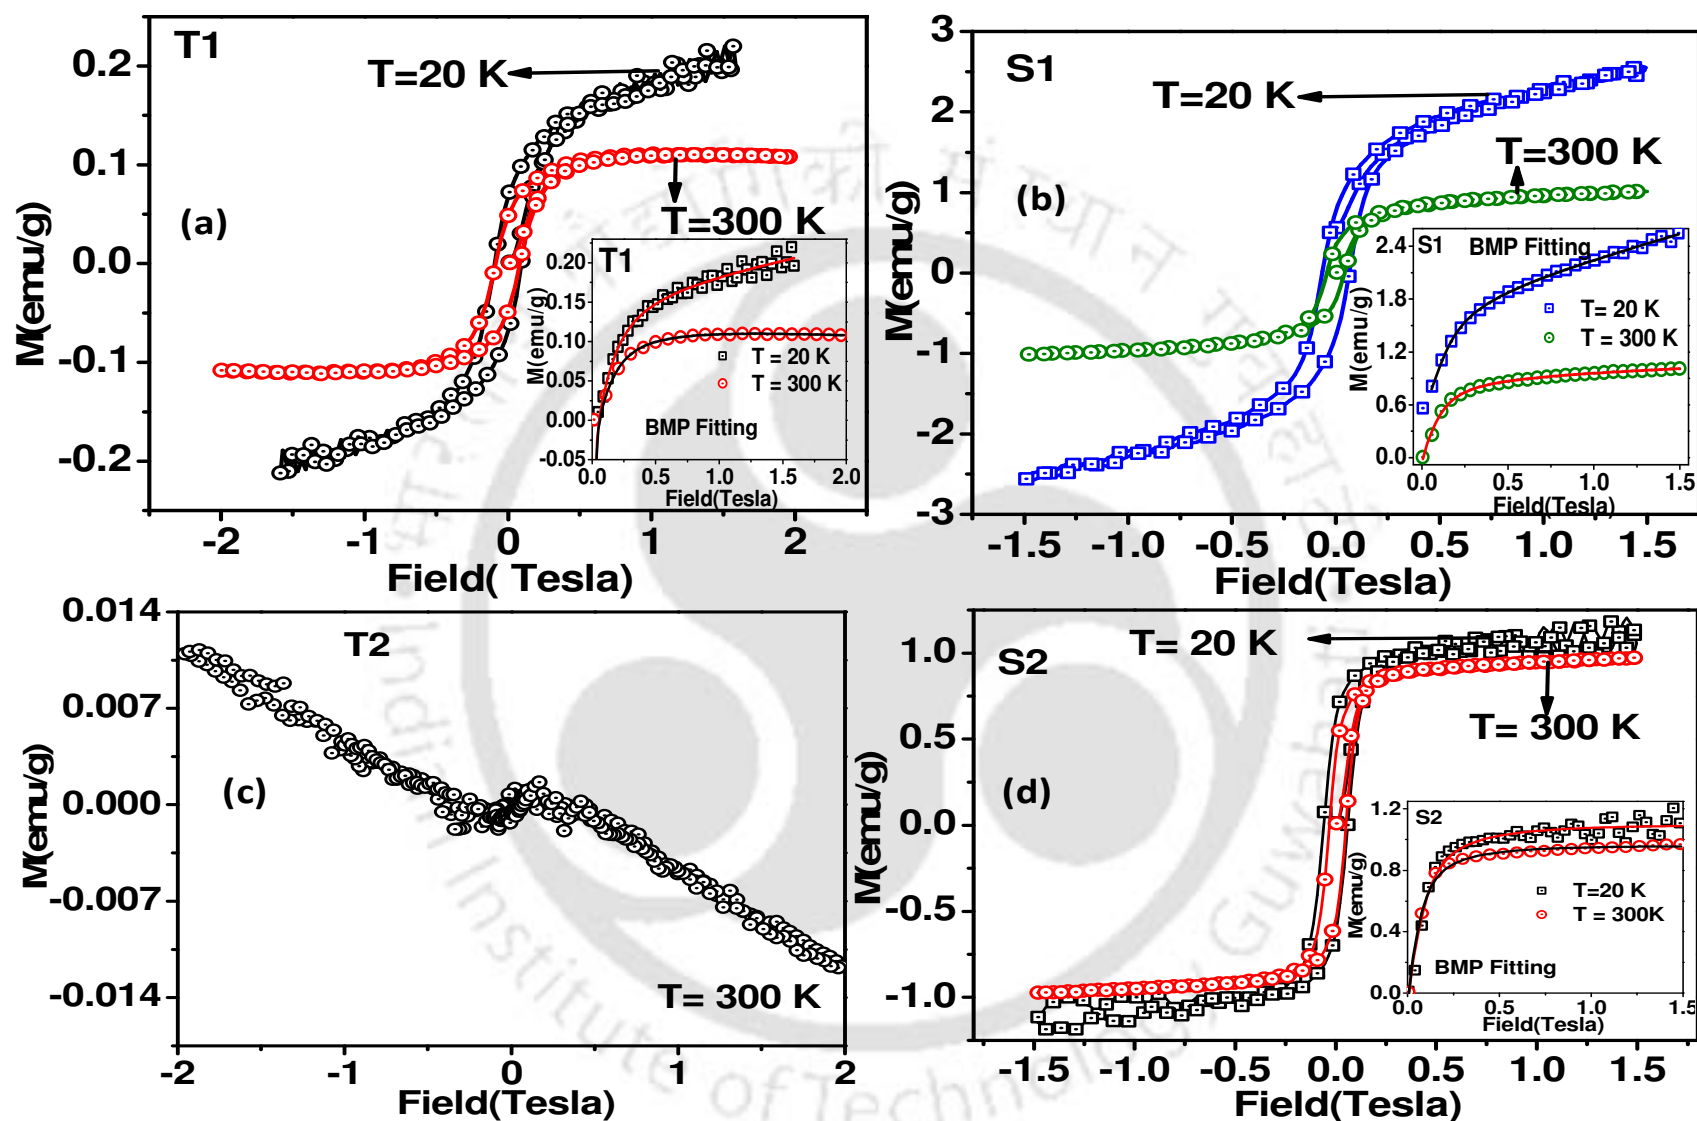 T1
T=20 K
T=300 K
(a)
M(emu/g)
0.2
0.1
0.0
-0.1
-0.2
-2
-1
0
1
2
Field( Tesla)
T1
M(emu/g)
0.20
0.15
0.10
0.05
0.00
-0.05
T = 20 K
T = 300 K
BMP Fitting
0.0
0.5
1.0
1.5
2.0
Field(Tesla)
S1
T=20 K
T=300 K
(b)
M(emu/g)
3
2
1
0
-1
-2
-3
-1.5
-1.0
-0.5
0.0
0.5
1.0
1.5
Field(Tesla)
S1
BMP Fitting
M(emu/g)
2.4
1.8
1.2
0.6
0.0
T= 20 K
T = 300 K
0.0
0.5
1.0
1.5
Field(Tesla)
T2
(c)
M(emu/g)
0.014
0.007
0.000
-0.007
-0.014
T= 300 K
-2
-1
0
1
2
Field(Tesla)
S2
T= 20 K
T= 300 K
(d)
M(emu/g)
1.0
0.5
0.0
-0.5
-1.0
-1.5
-1.0
-0.5
0.0
0.5
1.0
1.5
Field(Tesla)
S2
M(emu/g)
1.2
0.8
0.4
0.0
T=20 K
T = 300K
BMP Fitting
0.0
0.5
1.0
1.5
Field(Tesla)
Indian Institute of Technology Guwahati